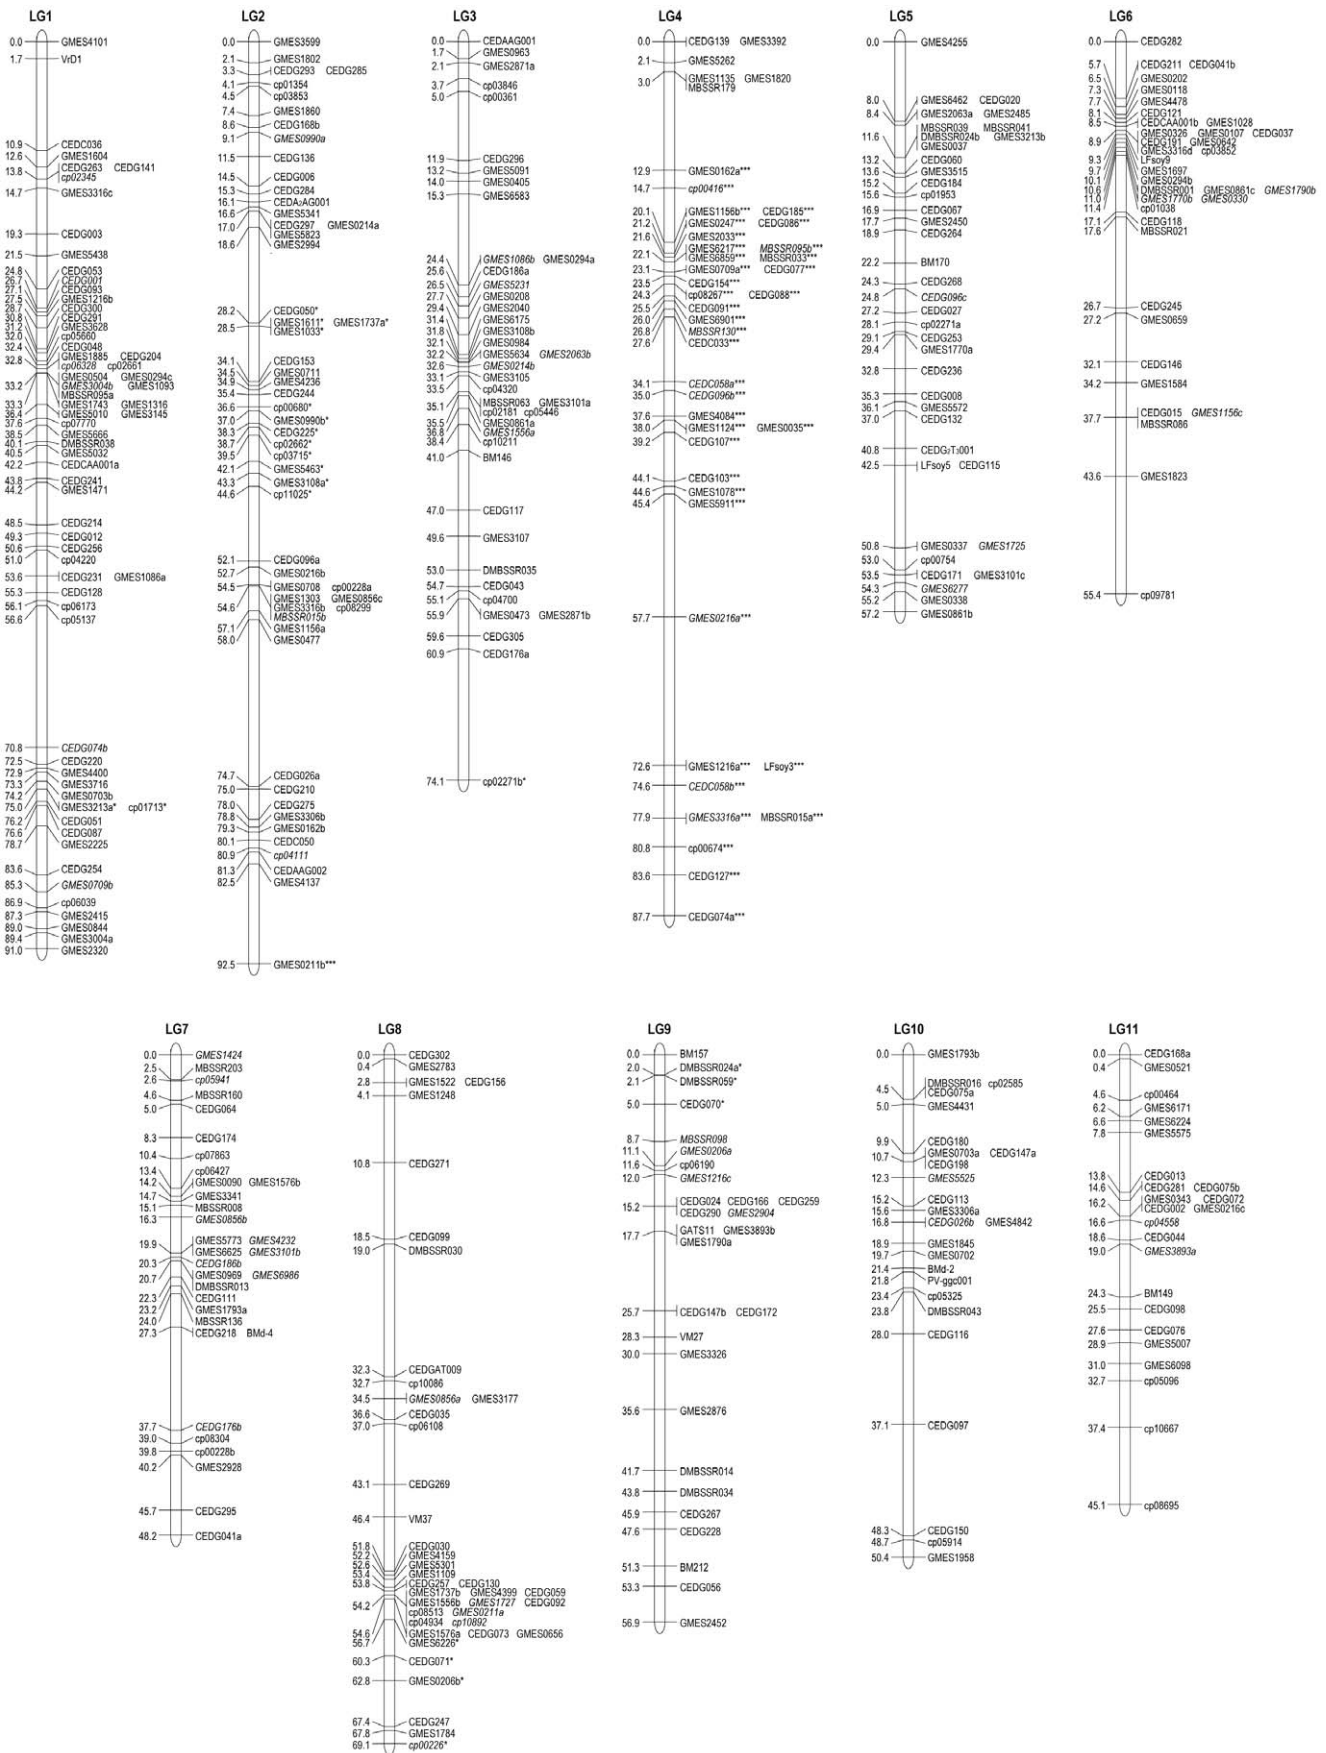 LG1
0.0 GMES4101
1.7 VrD1
10.9 CEDC036
12.6 GMES1604
13.8 CEDG263 CEDG141
cp02345
14.7 GMES3316c
19.3 CEDG003
21.5 GMES5438
24.8 CEDG053
26.7 CEDG001
27.1 CEDG093
27.5 GMES1216b
28.7 CEDG300
30.8 CEDG291
31.2 GMES3628
32.0 cp05660
32.4 CEDG048
32.8 GMES1885 CEDG204
cp06328 cp02661
33.2 GMES0504 GMES0294c
GMES3004b GMES1093
MBSSR095a
33.3 GMES1743 GMES1316
36.4 GMES5010 GMES3145
37.6 cp07770
38.5 GMES5666
40.1 DMBSSR038
40.5 GMES5032
42.2 CEDCAA001a
43.8 CEDG241
44.2 GMES1471
48.5 CEDG214
49.3 CEDG012
50.6 CEDG256
51.0 cp04220
53.6 CEDG231 GMES1086a
55.3 CEDG128
56.1 cp06173
56.6 cp05137
70.8 CEDG074b
72.5 CEDG220
72.9 GMES4400
73.3 GMES3716
74.2 GMES0703b
75.0 GMES3213a* cp01713*
76.2 CEDG051
76.6 CEDG087
78.7 GMES2225
83.6 CEDG254
85.3 GMES0709b
86.9 cp06039
87.3 GMES2415
89.0 GMES0844
89.4 GMES3004a
91.0 GMES2320
LG2
0.0 GMES3599
2.1 GMES1802
3.3 CEDG293 CEDG285
4.1 cp01354
4.5 cp03853
7.4 GMES1860
8.6 CEDG168b
9.1 GMES0990a
11.5 CEDG136
14.5 CEDG006
15.3 CEDG284
16.1 CEDA2AG001
16.6 GMES5341
17.0 CEDG297 GMES0214a
GMES5823
18.6 GMES2994
28.2 CEDG050*
28.5 GMES1611* GMES1737a*
GMES1033*
34.1 CEDG153
34.5 GMES0711
34.9 GMES4236
35.4 CEDG244
36.6 cp00680*
37.0 GMES0990b*
38.3 CEDG225*
38.7 cp02662*
39.5 cp03715*
42.1 GMES5463*
43.3 GMES3108a*
44.6 cp11025*
52.1 CEDG096a
52.7 GMES0216b
54.5 GMES0708 cp00228a
54.6 GMES1303 GMES0856c
GMES3316b cp08299
MBSSR015b
57.1 GMES1156a
58.0 GMES0477
74.7 CEDG026a
75.0 CEDG210
78.0 CEDG275
78.8 GMES3306b
79.3 GMES0162b
80.1 CEDC050
80.9 cp04111
81.3 CEDAAG002
82.5 GMES4137
92.5 GMES0211b***
LG3
0.0 CEDAAG001
1.7 GMES0963
2.1 GMES2871a
3.7 cp03846
5.0 cp00361
11.9 CEDG296
13.2 GMES5091
14.0 GMES0405
15.3 GMES6583
24.4 GMES1086b GMES0294a
25.6 CEDG186a
26.5 GMES5231
27.7 GMES0208
29.4 GMES2040
31.4 GMES6175
31.8 GMES3108b
32.1 GMES0984
32.2 GMES5634 GMES2063b
32.6 GMES0214b
33.1 GMES3105
33.5 cp04320
35.1 MBSSR063 GMES3101a
cp02181 cp05446
35.5 GMES0861a
36.8 GMES1556a
38.4 cp10211
41.0 BM146
47.0 CEDG117
49.6 GMES3107
53.0 DMBSSR035
54.7 CEDG043
55.1 cp04700
55.9 GMES0473 GMES2871b
59.6 CEDG305
60.9 CEDG176a
74.1 cp02271b*
LG4
0.0 CEDG139 GMES3392
2.1 GMES5262
3.0 GMES1135 GMES1820
MBSSR179
12.9 GMES0162a***
14.7 cp00416***
20.1 GMES1156b*** CEDG185***
21.2 GMES0247*** CEDG086***
21.6 GMES2033***
22.1 GMES6217*** MBSSR095b***
GMES6859*** MBSSR033***
23.1 GMES0709a*** CEDG077***
23.5 CEDG154***
24.3 cp08267*** CEDG088***
25.5 CEDG091***
26.0 GMES6901***
26.8 MBSSR130***
27.6 CEDC033***
34.1 CEDC058a***
35.0 CEDG096b***
37.6 GMES4084***
38.0 GMES1124*** GMES0035***
39.2 CEDG107***
44.1 CEDG103***
44.6 GMES1078***
45.4 GMES5911***
57.7 GMES0216a***
72.6 GMES1216a*** LFsoy3***
74.6 CEDC058b***
77.9 GMES3316a*** MBSSR015a***
80.8 cp00674***
83.6 CEDG127***
87.7 CEDG074a***
LG5
0.0 GMES4255
8.0 GMES6462 CEDG020
8.4 GMES2063a GMES2485
11.6 MBSSR039 MBSSR041
DMBSSR024b GMES3213b
GMES0037
13.2 CEDG060
13.6 GMES3515
15.2 CEDG184
15.6 cp01953
16.9 CEDG067
17.7 GMES2450
18.9 CEDG264
22.2 BM170
24.3 CEDG268
24.8 CEDG096c
27.2 CEDG027
28.1 cp02271a
29.1 CEDG253
29.4 GMES1770a
32.8 CEDG236
35.3 CEDG008
36.1 GMES5572
37.0 CEDG132
40.8 CEDG2T3001
42.5 LFsoy5 CEDG115
50.8 GMES0337 GMES1725
53.0 cp00754
53.5 CEDG171 GMES3101c
54.3 GMES6277
55.2 GMES0338
57.2 GMES0861b
LG6
0.0 CEDG282
5.7 CEDG211 CEDG041b
6.5 GMES0202
7.3 GMES0118
7.7 GMES4478
8.1 CEDG121
8.5 CEDCAA001b GMES1028
8.9 GMES0326 GMES0107 CEDG037
CEDG191 GMES0642
GMES3316d cp03852
9.3 LFsoy9
9.7 GMES1697
10.1 GMES0294b
10.6 DMBSSR001 GMES0861c GMES1790b
11.0 GMES1770b GMES0330
11.4 cp01038
17.1 CEDG118
17.6 MBSSR021
26.7 CEDG245
27.2 GMES0659
32.1 CEDG146
34.2 GMES1584
37.7 CEDG015 GMES1156c
MBSSR086
43.6 GMES1823
55.4 cp09781
LG7
0.0 GMES1424
2.5 MBSSR203
2.6 cp05941
4.6 MBSSR160
5.0 CEDG064
8.3 CEDG174
10.4 cp07863
13.4 cp06427
14.2 GMES0090 GMES1576b
14.7 GMES3341
15.1 MBSSR008
16.3 GMES0856b
19.9 GMES5773 GMES4232
GMES6625 GMES3101b
20.3 CEDG186b
20.7 GMES0969 GMES6986
DMBSSR013
22.3 CEDG111
23.2 GMES1793a
24.0 MBSSR136
27.3 CEDG218 BMd-4
37.7 CEDG176b
39.0 cp08304
39.8 cp00228b
40.2 GMES2928
45.7 CEDG295
48.2 CEDG041a
LG8
0.0 CEDG302
0.4 GMES2783
2.8 GMES1522 CEDG156
4.1 GMES1248
10.8 CEDG271
18.5 CEDG099
19.0 DMBSSR030
32.3 CEDGAT009
32.7 cp10086
34.5 GMES0856a GMES3177
36.6 CEDG035
37.0 cp06108
43.1 CEDG269
46.4 VM37
51.8 CEDG030
52.2 GMES4159
52.6 GMES5301
53.4 GMES1109
53.8 CEDG257 CEDG130
54.2 GMES1737b GMES4399 CEDG059
GMES1556b GMES1727 CEDG092
cp08513 GMES0211a
cp04934 cp10892
54.6 GMES1576a CEDG073 GMES0656
56.7 GMES6226*
60.3 CEDG071*
62.8 GMES0206b*
67.4 CEDG247
67.8 GMES1784
69.1 cp00226*
LG9
0.0 BM157
2.0 DMBSSR024a*
2.1 DMBSSR059*
5.0 CEDG070*
8.7 MBSSR098
11.1 GMES0206a
11.6 cp06190
12.0 GMES1216c
15.2 CEDG024 CEDG166 CEDG259
CEDG290 GMES2904
17.7 GATS11 GMES3893b
GMES1790a
25.7 CEDG147b CEDG172
28.3 VM27
30.0 GMES3326
35.6 GMES2876
41.7 DMBSSR014
43.8 DMBSSR034
45.9 CEDG267
47.6 CEDG228
51.3 BM212
53.3 CEDG056
56.9 GMES2452
LG10
0.0 GMES1793b
4.5 DMBSSR016 cp02585
CEDG075a
5.0 GMES4431
9.9 CEDG180
10.7 GMES0703a CEDG147a
CEDG198
12.3 GMES5525
15.2 CEDG113
15.6 GMES3306a
16.8 CEDG026b GMES4842
18.9 GMES1845
19.7 GMES0702
21.4 BMd-2
21.8 PV-ggc001
23.4 cp05325
23.8 DMBSSR043
28.0 CEDG116
37.1 CEDG097
48.3 CEDG150
48.7 cp05914
50.4 GMES1958
LG11
0.0 CEDG168a
0.4 GMES0521
4.6 cp00464
6.2 GMES6171
6.6 GMES6224
7.8 GMES5575
13.8 CEDG013
14.6 CEDG281 CEDG075b
16.2 GMES0343 CEDG072
CEDG002 GMES0216c
16.6 cp04558
18.6 CEDG044
19.0 GMES3893a
24.3 BM149
25.5 CEDG098
27.6 CEDG076
28.9 GMES5007
31.0 GMES6098
32.7 cp05096
37.4 cp10667
45.1 cp08695